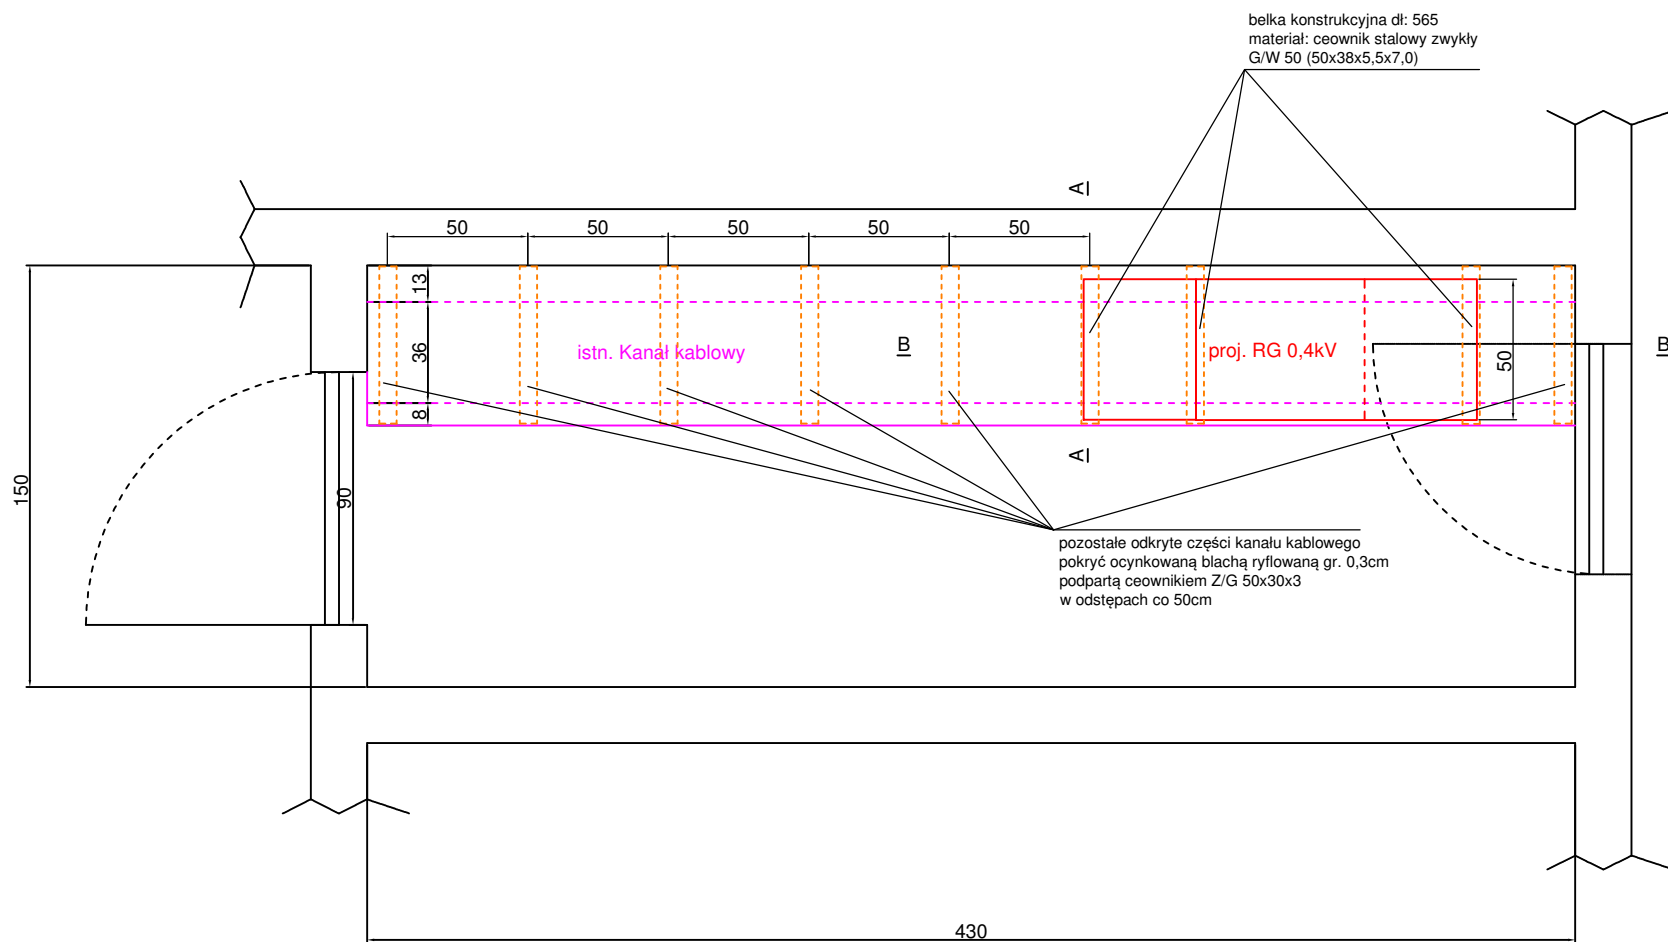 belka konstrukcyjna dł: 565
materiał: ceownik stalowy zwykły
G/W 50 (50x38x5,5x7,0)
A
50
50
50
50
50
13
36
8
istn. Kanał kablowy
B
proj. RG 0,4kV
50
B
A
150
90
pozostałe odkryte części kanału kablowego
pokryć ocynkowaną blachą ryflowaną gr. 0,3cm
podpartą ceownikiem Z/G 50x30x3
w odstępach co 50cm
430